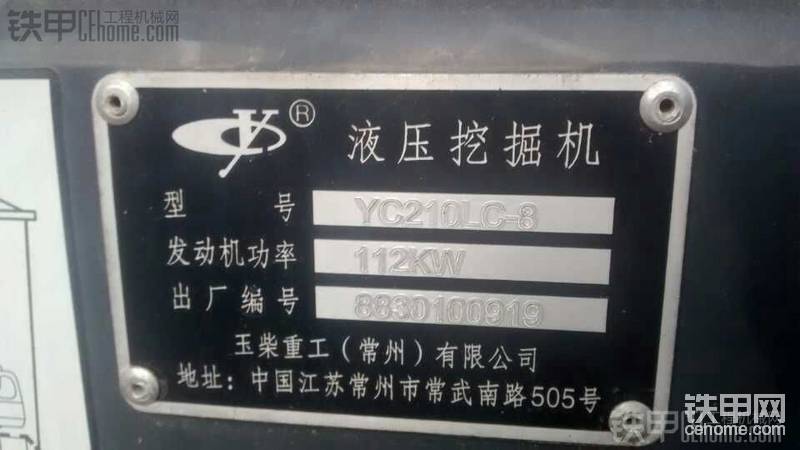 铁甲工程机械网
CEhome.com
®
液压挖掘机
型号 YC210LC-8
发动机功率 112KW
出厂编号 8830100919
玉柴重工（常州）有限公司
地址：中国江苏常州市常武南路505号
铁甲网
cehome.com